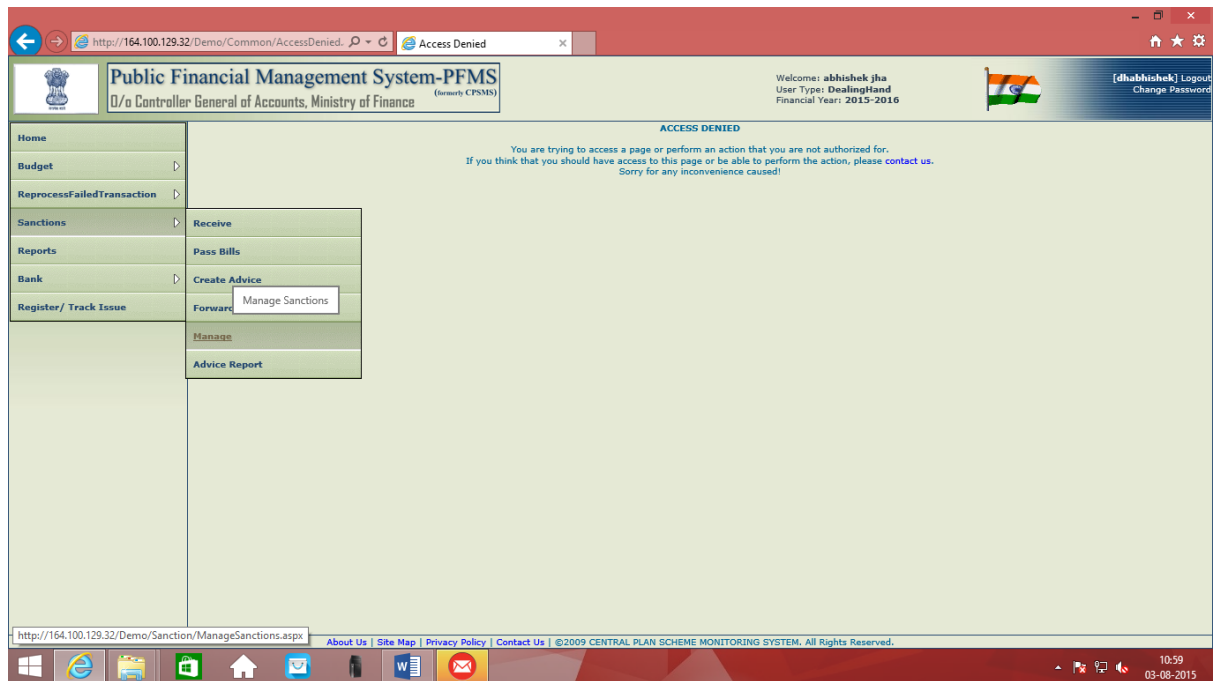 http://164.100.129.32/Demo/Common/AccessDenied.
Access Denied
Public Financial Management System-PFMS
(formerly CPSMS)
O/o Controller General of Accounts, Ministry of Finance
Welcome: abhishek jha
User Type: DealingHand
Financial Year: 2015-2016
[dhabhishek] Logout
Change Password
Home
Budget
ReprocessFailedTransaction
Sanctions
Reports
Bank
Register/ Track Issue
Receive
Pass Bills
Create Advice
Forward
Manage Sanctions
Manage
Advice Report
ACCESS DENIED
You are trying to access a page or perform an action that you are not authorized for.
If you think that you should have access to this page or be able to perform the action, please contact us.
Sorry for any inconvenience caused!
http://164.100.129.32/Demo/Sanction/ManageSanctions.aspx
About Us | Site Map | Privacy Policy | Contact Us | ©2009 CENTRAL PLAN SCHEME MONITORING SYSTEM. All Rights Reserved.
10:59
03-08-2015